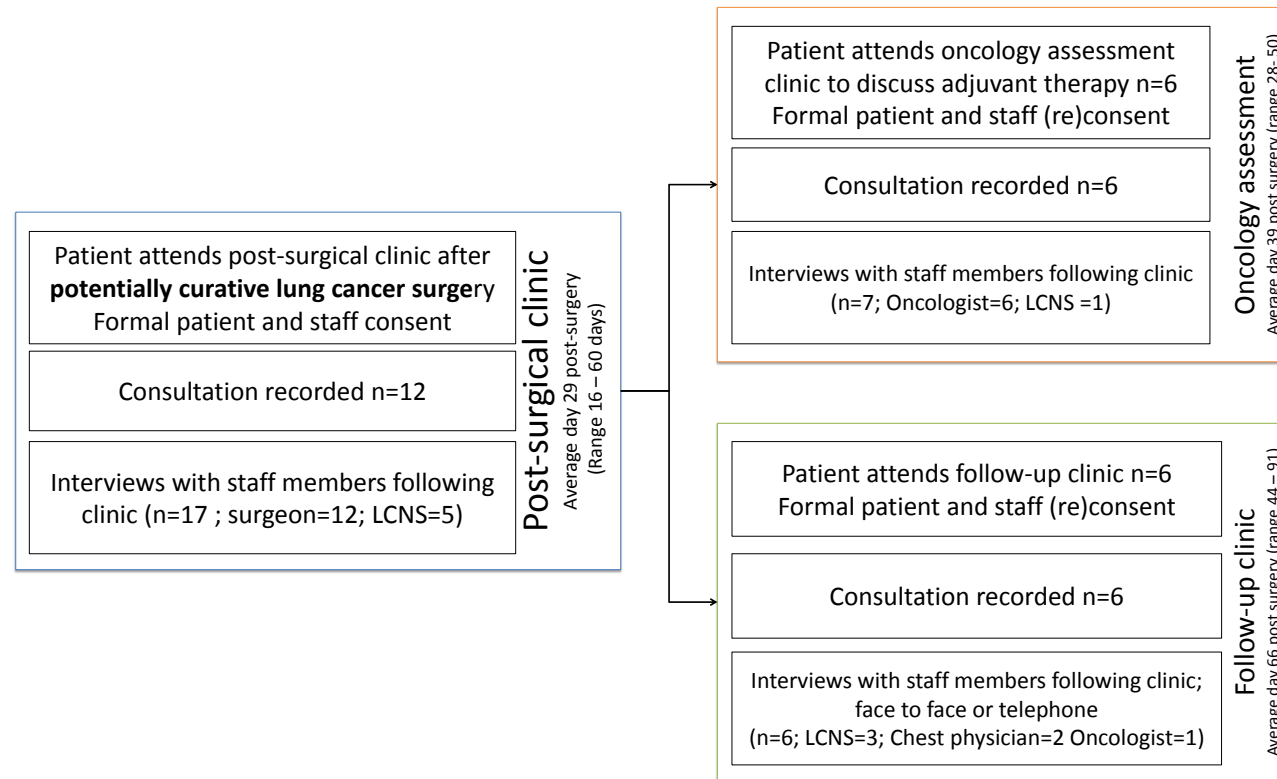 Patient attends post-surgical clinic after
potentially curative lung cancer surgery
Formal patient and staff consent
Consultation recorded n=12
Interviews with staff members following
clinic (n=17 ; surgeon=12; LCNS=5)
Post-surgical clinic
Average day 29 post-surgery
(Range 16 – 60 days)
Patient attends oncology assessment
clinic to discuss adjuvant therapy n=6
Formal patient and staff (re)consent
Consultation recorded n=6
Interviews with staff members following clinic
(n=7; Oncologist=6; LCNS =1)
Oncology assessment
Average day 39 post surgery (range 28- 50)
Patient attends follow-up clinic n=6
Formal patient and staff (re)consent
Consultation recorded n=6
Interviews with staff members following clinic;
face to face or telephone
(n=6; LCNS=3; Chest physician=2 Oncologist=1)
Follow-up clinic
Average day 66 post surgery (range 44 – 91)